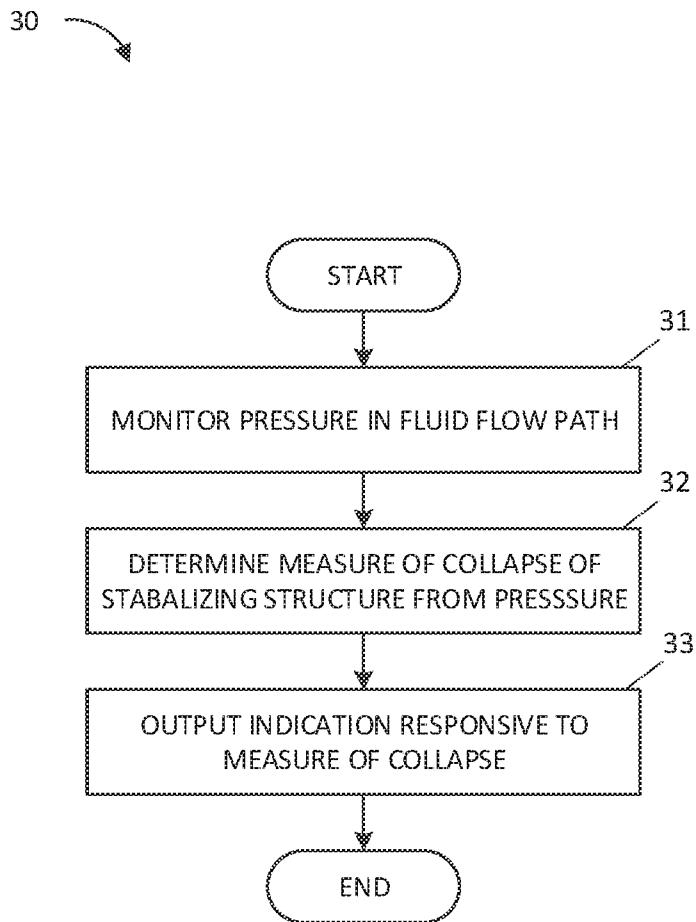 30
START
31
MONITOR PRESSURE IN FLUID FLOW PATH
32
DETERMINE MEASURE OF COLLAPSE OF
STABALIZING STRUCTURE FROM PRESSSURE
33
OUTPUT INDICATION RESPONSIVE TO
MEASURE OF COLLAPSE
END